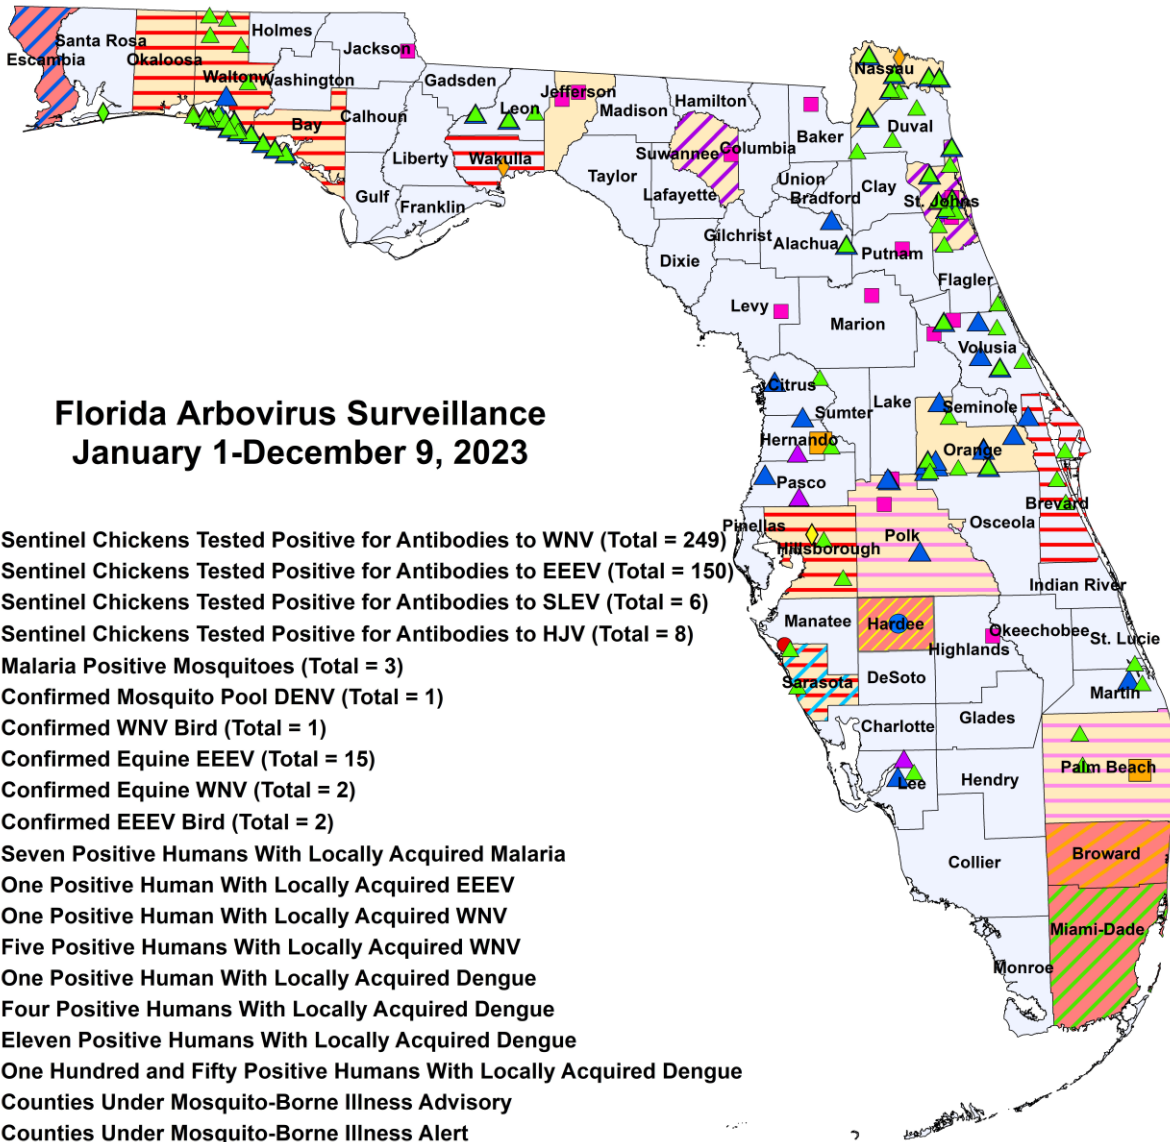 Holmes
Santa Rosa
Jackson
Escambia
Okaloosa
Walton
Washington
Gadsden
Jefferson
Leon
Madison
Hamilton
Nassau
Bay
Calhoun
Duval
Baker
Liberty
Wakulla
Suwannee
Columbia
Taylor
Union
Clay
Lafayette
Bradford
St. Johns
Gulf
Franklin
Gilchrist
Alachua
Putnam
Dixie
Flagler
Levy
Marion
Volusia
Citrus
Lake
Seminole
Sumter
Hernando
Orange
Pasco
Brevard
Osceola
Pinellas
Hillsborough
Polk
Indian River
Manatee
Hardee
Okeechobee
St. Lucie
Highlands
DeSoto
Sarasota
Martin
Charlotte
Glades
Palm Beach
Lee
Hendry
Collier
Broward
Miami-Dade
Monroe
Florida Arbovirus Surveillance
January 1-December 9, 2023
Sentinel Chickens Tested Positive for Antibodies to WNV (Total = 249)
Sentinel Chickens Tested Positive for Antibodies to EEEV (Total = 150)
Sentinel Chickens Tested Positive for Antibodies to SLEV (Total = 6)
Sentinel Chickens Tested Positive for Antibodies to HJV (Total = 8)
Malaria Positive Mosquitoes (Total = 3)
Confirmed Mosquito Pool DENV (Total = 1)
Confirmed WNV Bird (Total = 1)
Confirmed Equine EEEV (Total = 15)
Confirmed Equine WNV (Total = 2)
Confirmed EEEV Bird (Total = 2)
Seven Positive Humans With Locally Acquired Malaria
One Positive Human With Locally Acquired EEEV
One Positive Human With Locally Acquired WNV
Five Positive Humans With Locally Acquired WNV
One Positive Human With Locally Acquired Dengue
Four Positive Humans With Locally Acquired Dengue
Eleven Positive Humans With Locally Acquired Dengue
One Hundred and Fifty Positive Humans With Locally Acquired Dengue
Counties Under Mosquito-Borne Illness Advisory
Counties Under Mosquito-Borne Illness Alert